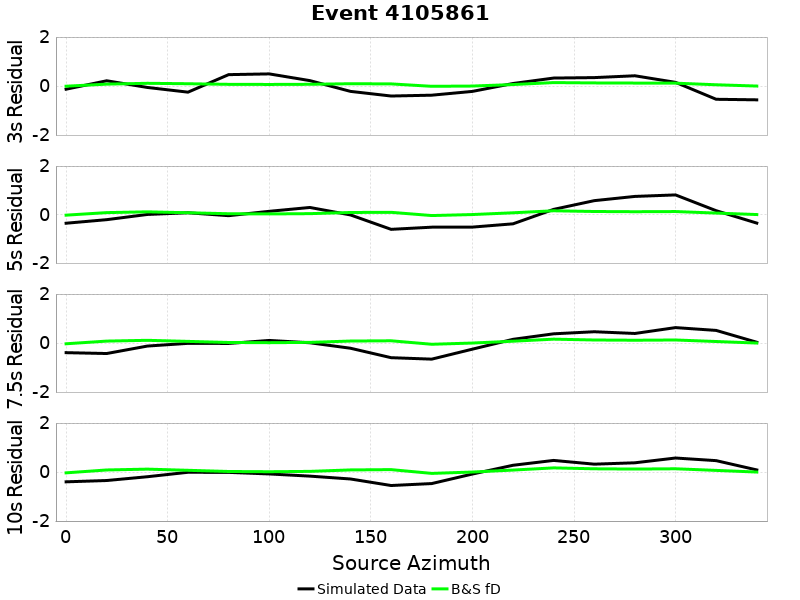 Event 4105861
3s Residual
2
0
-2
5s Residual
2
0
-2
7.5s Residual
2
0
-2
10s Residual
2
0
-2
0 50 100 150 200 250 300
Source Azimuth
Simulated Data B&S fD